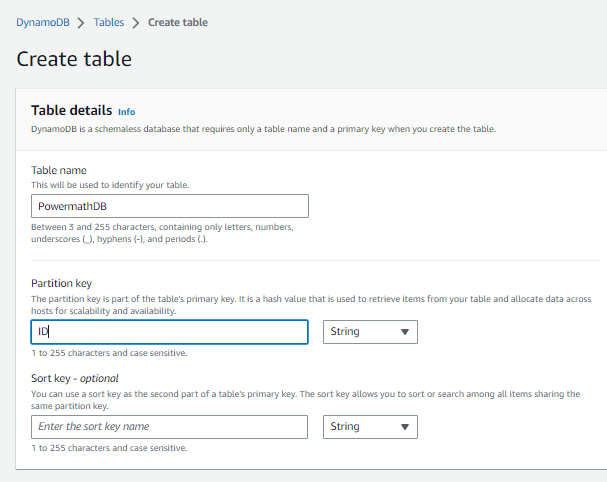 DynamoDB > Tables > Create table
Create table
Table details Info
DynamoDB is a schemaless database that requires only a table name and a primary key when you create the table.
Table name
This will be used to identify your table.
PowermathDB
Between 3 and 255 characters, containing only letters, numbers,
underscores (_), hyphens (-), and periods (.).
Partition key
The partition key is part of the table's primary key. It is a hash value that is used to retrieve items from your table and allocate data across
hosts for scalability and availability.
ID String
1 to 255 characters and case sensitive.
Sort key - optional
You can use a sort key as the second part of a table's primary key. The sort key allows you to sort or search among all items sharing the
same partition key.
Enter the sort key name String
1 to 255 characters and case sensitive.